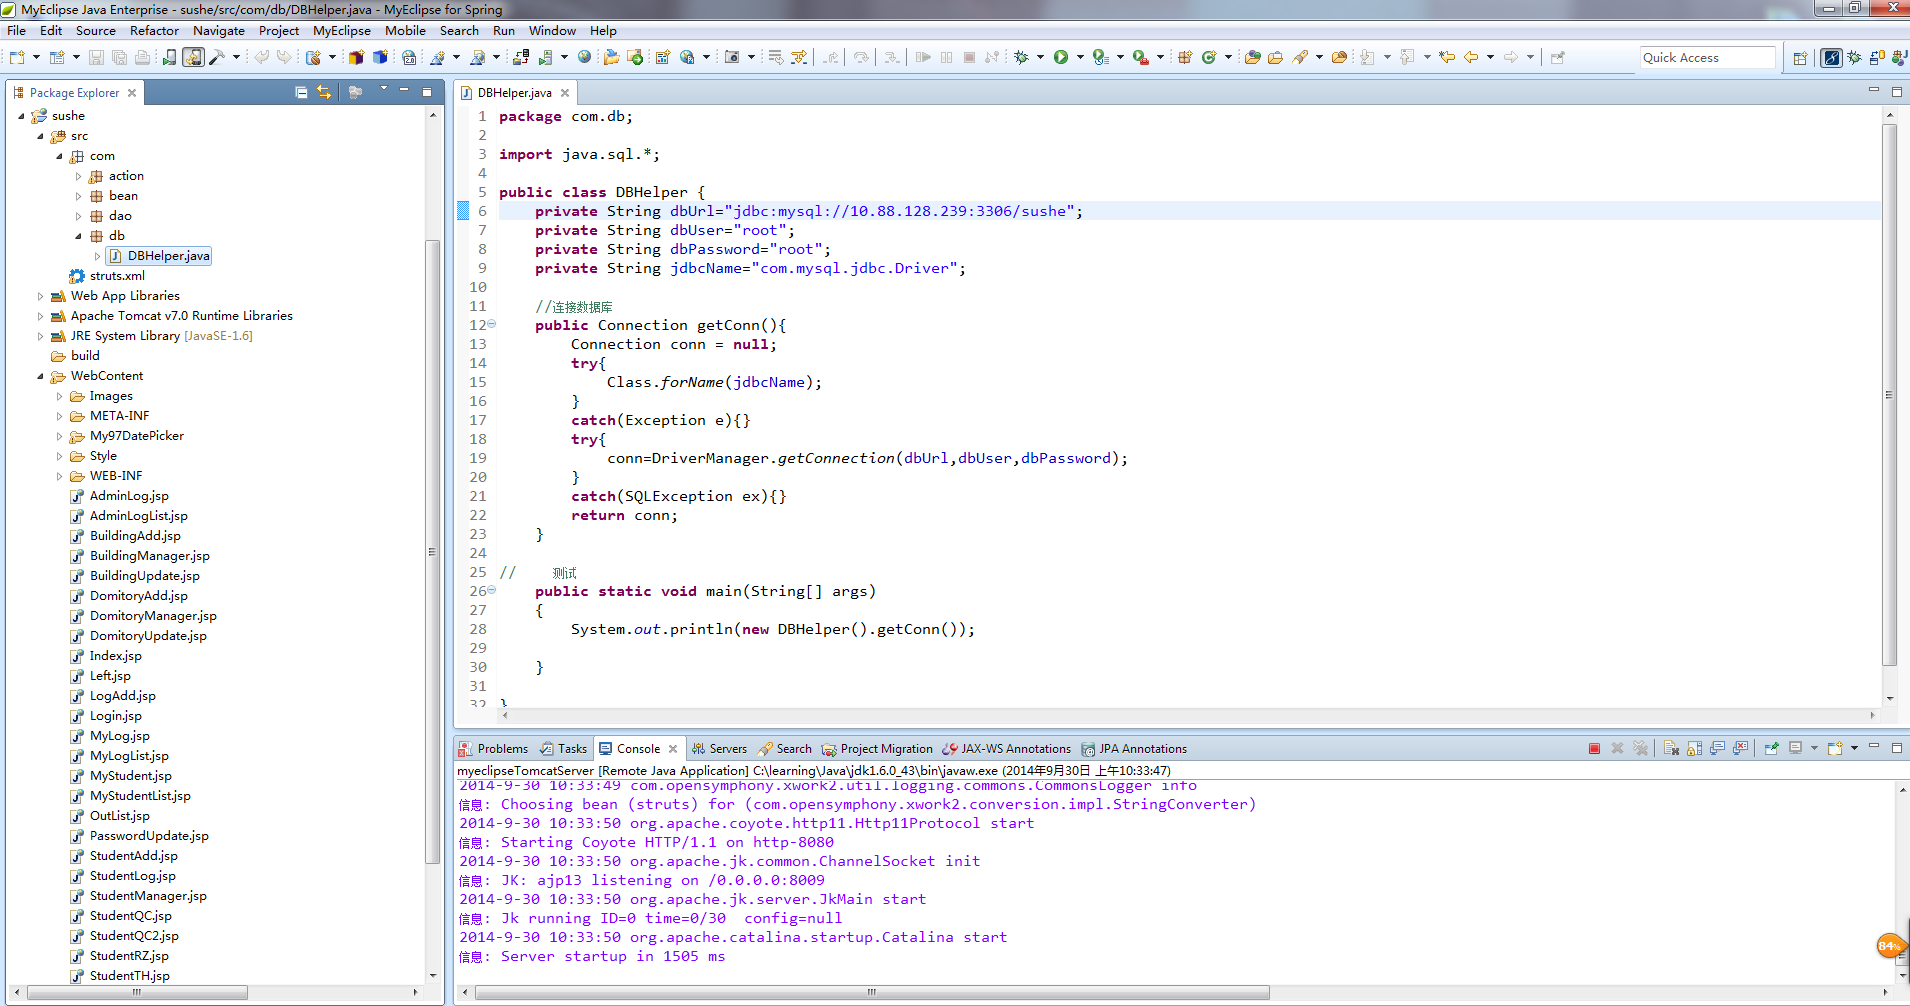 MyEclipse Java Enterprise - sushe/src/com/db/DBHelper.java - MyEclipse for Spring
File Edit Source Refactor Navigate Project MyEclipse Mobile Search Run Window Help
Quick Access
Package Explorer
sushe
src
com
action
bean
dao
db
DBHelper.java
struts.xml
Web App Libraries
Apache Tomcat v7.0 Runtime Libraries
JRE System Library [JavaSE-1.6]
build
WebContent
Images
META-INF
My97DatePicker
Style
WEB-INF
AdminLog.jsp
AdminLogList.jsp
BuildingAdd.jsp
BuildingManager.jsp
BuildingUpdate.jsp
DomitoryAdd.jsp
DomitoryManager.jsp
DomitoryUpdate.jsp
Index.jsp
Left.jsp
LogAdd.jsp
Login.jsp
MyLog.jsp
MyLogList.jsp
MyStudent.jsp
MyStudentList.jsp
OutList.jsp
PasswordUpdate.jsp
StudentAdd.jsp
StudentLog.jsp
StudentManager.jsp
StudentQC.jsp
StudentQC2.jsp
StudentRZ.jsp
StudentTH.jsp
DBHelper.java
1 package com.db;
2
3 import java.sql.*;
4
5 public class DBHelper {
6 private String dbUrl="jdbc:mysql://10.88.128.239:3306/sushe";
7 private String dbUser="root";
8 private String dbPassword="root";
9 private String jdbcName="com.mysql.jdbc.Driver";
10
11 //连接数据库
12 public Connection getConn(){
13 Connection conn = null;
14 try{
15 Class.forName(jdbcName);
16 }
17 catch(Exception e){}
18 try{
19 conn=DriverManager.getConnection(dbUrl,dbUser,dbPassword);
20 }
21 catch(SQLException ex){}
22 return conn;
23 }
24
25 // 测试
26 public static void main(String[] args)
27 {
28 System.out.println(new DBHelper().getConn());
29
30 }
31
32 }
Problems Tasks Console Servers Search Project Migration JAX-WS Annotations JPA Annotations
myeclipseTomcatServer [Remote Java Application] C:\learning\Java\jdk1.6.0_43\bin\javaw.exe (2014年9月30日 上午10:33:47)
2014-9-30 10:33:49 com.opensymphony.xwork2.util.logging.commons.CommonsLogger info
信息: Choosing bean (struts) for (com.opensymphony.xwork2.conversion.impl.StringConverter)
2014-9-30 10:33:50 org.apache.coyote.http11.Http11Protocol start
信息: Starting Coyote HTTP/1.1 on http-8080
2014-9-30 10:33:50 org.apache.jk.common.ChannelSocket init
信息: JK: ajp13 listening on /0.0.0.0:8009
2014-9-30 10:33:50 org.apache.jk.server.JkMain start
信息: Jk running ID=0 time=0/30  config=null
2014-9-30 10:33:50 org.apache.catalina.startup.Catalina start
信息: Server startup in 1505 ms
84%